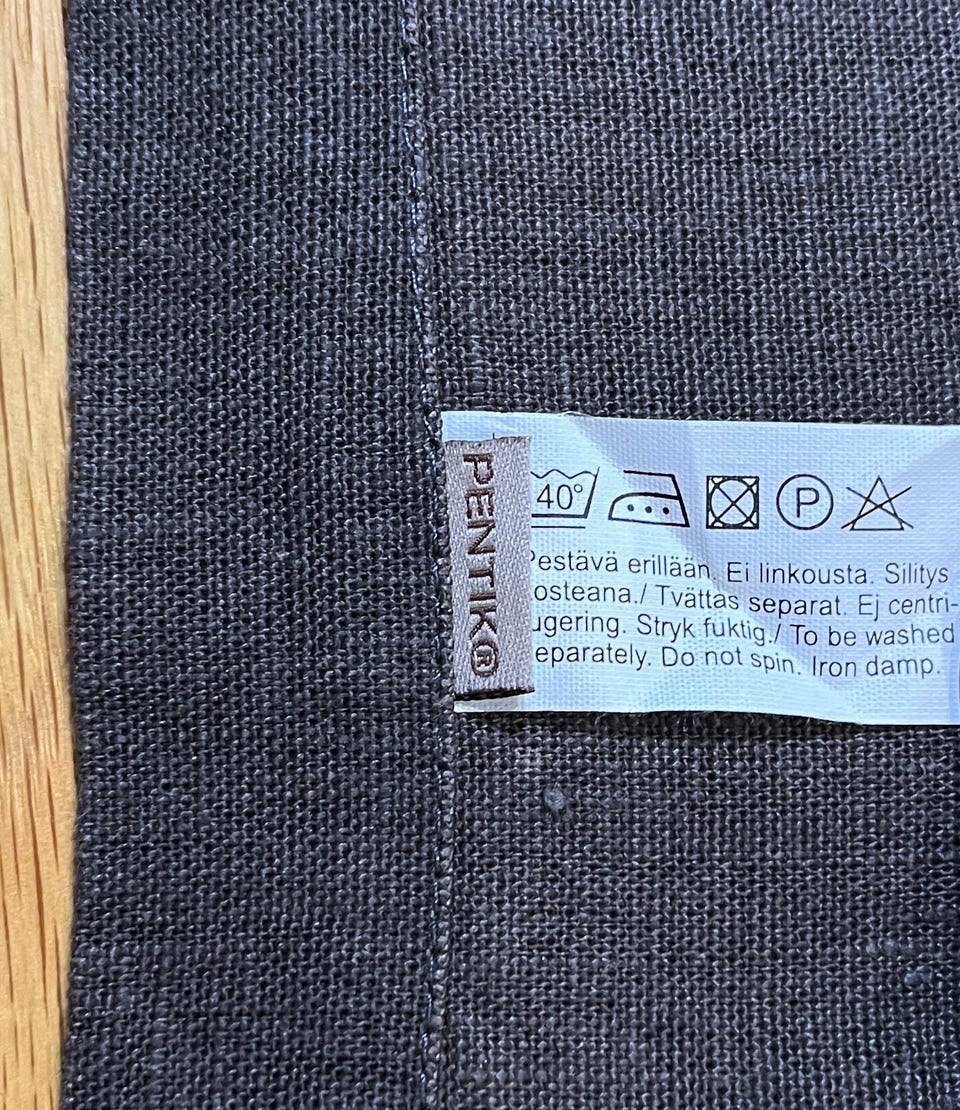 PENTIK®
40°
P
estävä erillään. Ei linkousta. Silitys
osteana./ Tvättas separat. Ej centri-
ugering. Stryk fuktig./ To be washed
eparately. Do not spin. Iron damp.